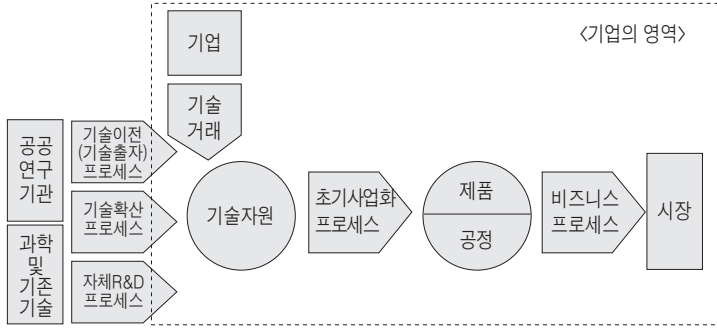 〈기업의 영역〉
기업
기술
거래
공공
연구
기관
기술이전
(기술출자)
프로세스
기술확산
프로세스
과학
및
기존
기술
자체R&D
프로세스
기술자원
초기사업화
프로세스
제품
공정
비즈니스
프로세스
시장